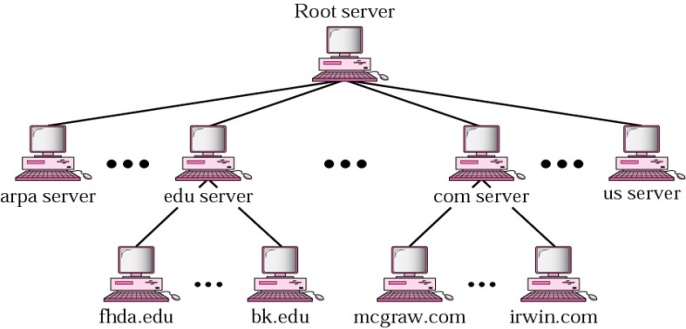 Root server
arpa server
edu server
com server
us server
fhda.edu
bk.edu
mcgraw.com
irwin.com